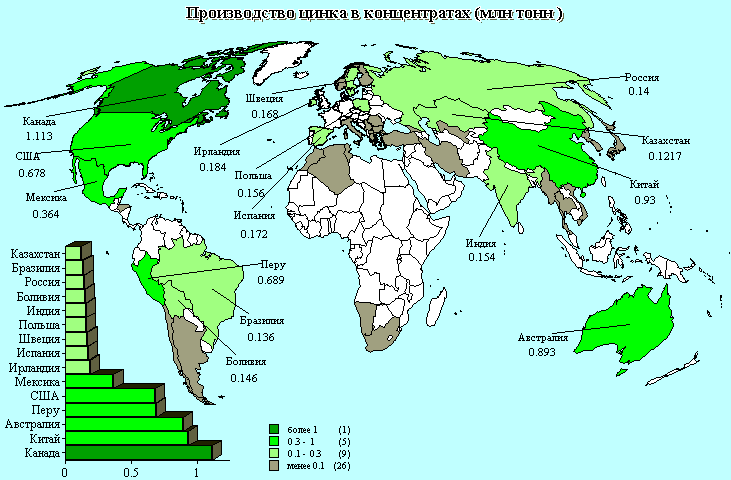 Производство цинка в концентратах (млн тонн )
Канада
1.113
США
0.678
Мексика
0.364
Швеция
0.168
Ирландия
0.184
Польша
0.156
Испания
0.172
Россия
0.14
Казахстан
0.1217
Китай
0.93
Индия
0.154
Перу
0.689
Бразилия
0.136
Боливия
0.146
Австралия
0.893
Казахстан
Бразилия
Россия
Боливия
Индия
Польша
Швеция
Испания
Ирландия
Мексика
США
Перу
Австралия
Китай
Канада
0 0.5 1
более 1 (1)
0.3 - 1 (5)
0.1 - 0.3 (9)
менее 0.1 (26)